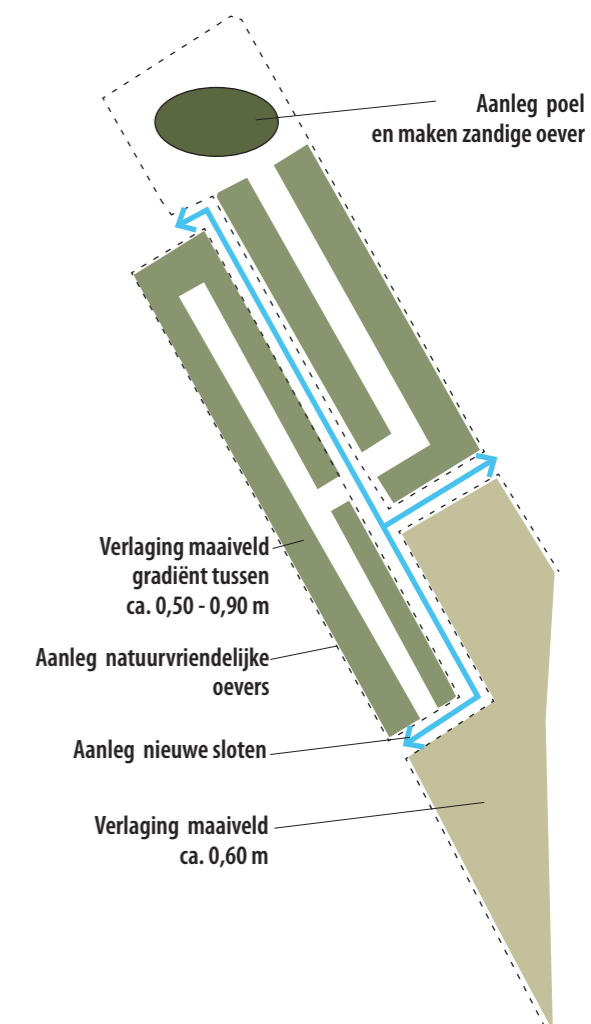 Aanleg poel
en maken zandige oever
Verlaging maaiveld
gradiënt tussen
ca. 0,50 - 0,90 m
Aanleg natuurvriendelijke
oevers
Aanleg nieuwe sloten
Verlaging maaiveld
ca. 0,60 m